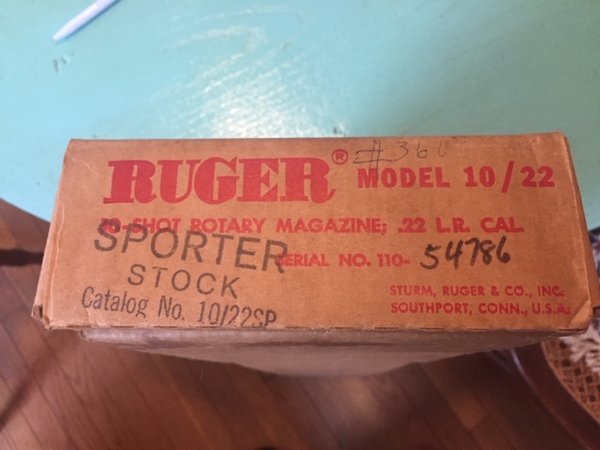 #360
RUGER® MODEL 10/22
10-SHOT ROTARY MAGAZINE; .22 L.R. CAL.
SPORTER
SERIAL NO. 110- 54786
STOCK
Catalog No. 10/22SP
STURM, RUGER & CO., INC.
SOUTHPORT, CONN., U.S.A.